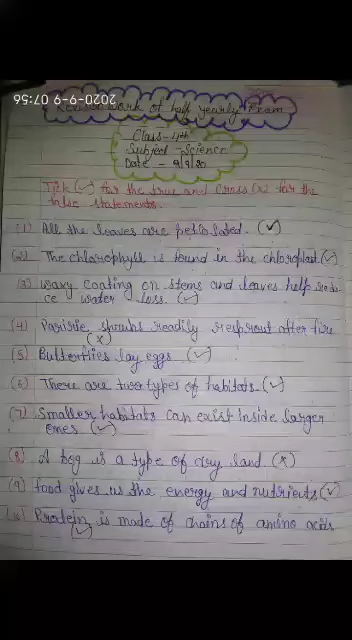 2020-9-9 07:56
Revision work of half yearly Exam
Class-4th
Subject - Science
Date - 9/9/20
Tick (✓) for the true and Cross (x) for the
false statements.
(1) All the leaves are petiolated. (✓)
(2) The chlorophyll is found in the chloroplast (✓)
(3) waxy coating on stems and leaves help redu-
ce water loss. (✓)
(4) shrubs readily resprout after fire
(x)
(5) Butterflies lay eggs (✓)
(6) There are two types of habitats. (✓)
(7) Smaller habitats can exist inside larger
ones (✓)
(8) A bog is a type of dry land (x)
(9) food gives us the energy and nutrients (✓)
(10) Protein is made of chains of amino acids
(✓)